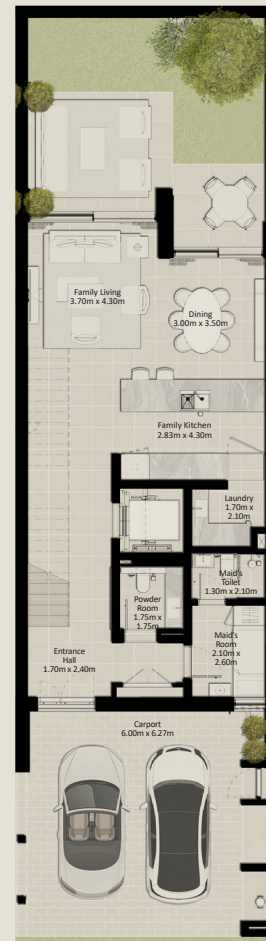 Family Living
3.70m x 4.30m
Dining
3.00m x 3.50m
Family Kitchen
2.83m x 4.30m
Laundry
1.70m x
2.10m
Maid's
Toilet
1.30m x 2.10m
Powder
Room
1.75m x
1.75m
Maid's
Room
2.10m x
2.60m
Entrance
Hall
1.70m x 2.40m
Carport
6.00m x 6.27m